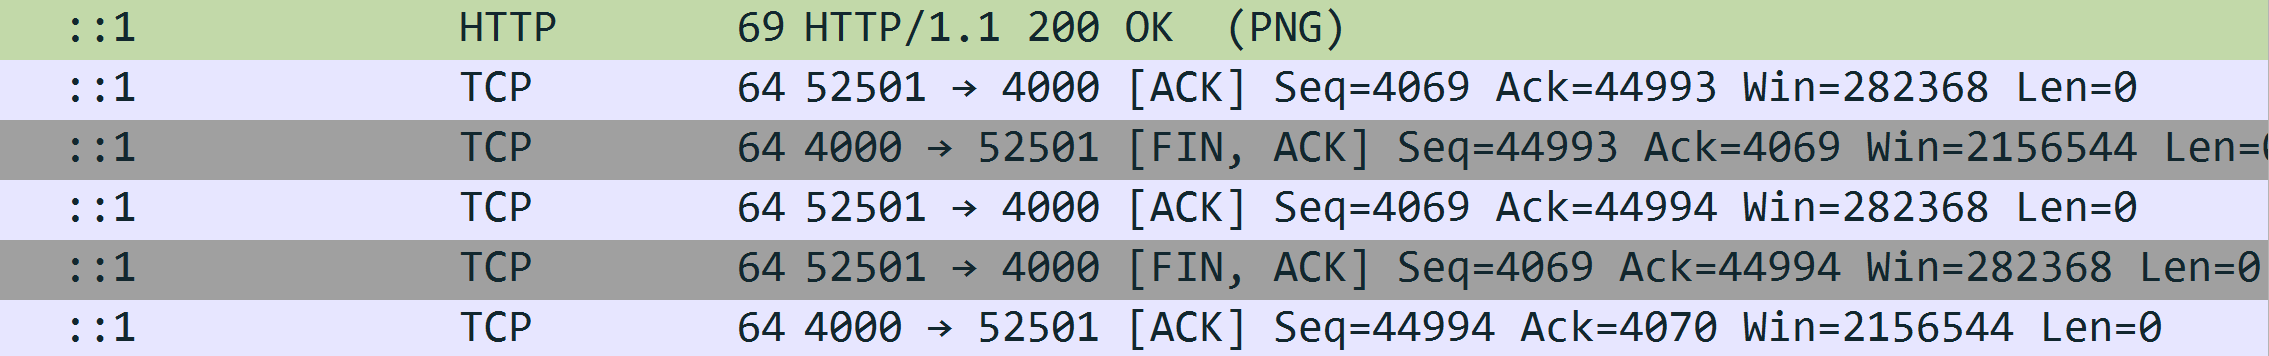 ::1 HTTP 69 HTTP/1.1 200 OK (PNG)
::1 TCP 64 52501 → 4000 [ACK] Seq=4069 Ack=44993 Win=282368 Len=0
::1 TCP 64 4000 → 52501 [FIN, ACK] Seq=44993 Ack=4069 Win=2156544 Len=0
::1 TCP 64 52501 → 4000 [ACK] Seq=4069 Ack=44994 Win=282368 Len=0
::1 TCP 64 52501 → 4000 [FIN, ACK] Seq=4069 Ack=44994 Win=282368 Len=0
::1 TCP 64 4000 → 52501 [ACK] Seq=44994 Ack=4070 Win=2156544 Len=0